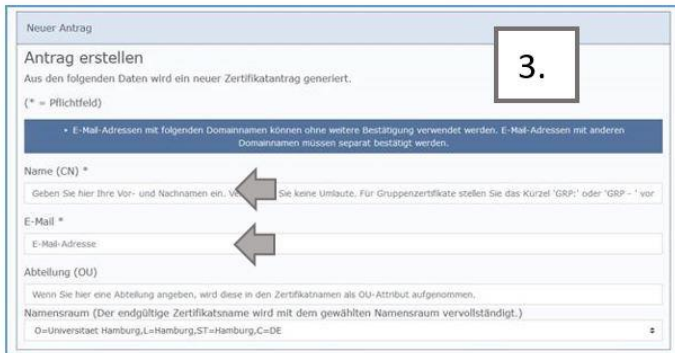 Neuer Antrag
3.
Antrag erstellen
Aus den folgenden Daten wird ein neuer Zertifikatantrag generiert.
(* = Pflichtfeld)
• E-Mail-Adressen mit folgenden Domainnamen können ohne weitere Bestätigung verwendet werden. E-Mail-Adressen mit anderen
Domainnamen müssen separat bestätigt werden.
Name (CN) *
Geben Sie hier Ihre Vor- und Nachnamen ein. Sie keine Umlaute. Für Gruppenzertifikate stellen Sie das Kürzel 'GRP:' oder 'GRP - ' vor
E-Mail *
E-Mail-Adresse
Abteilung (OU)
Wenn Sie hier eine Abteilung angeben, wird diese in den Zertifikatnamen als OU-Attribut aufgenommen.
Namensraum (Der endgültige Zertifikatsname wird mit dem gewählten Namensraum vervollständigt.)
O=Universitaet Hamburg,L=Hamburg,ST=Hamburg,C=DE